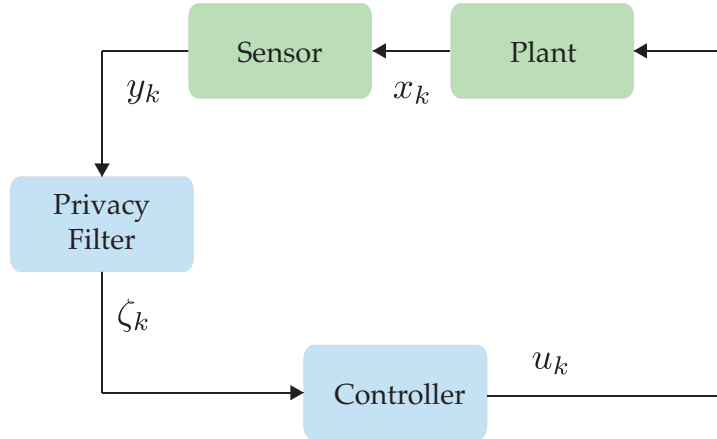 Sensor
Plant
y_k
x_k
Privacy
Filter
ζ_k
Controller
u_k